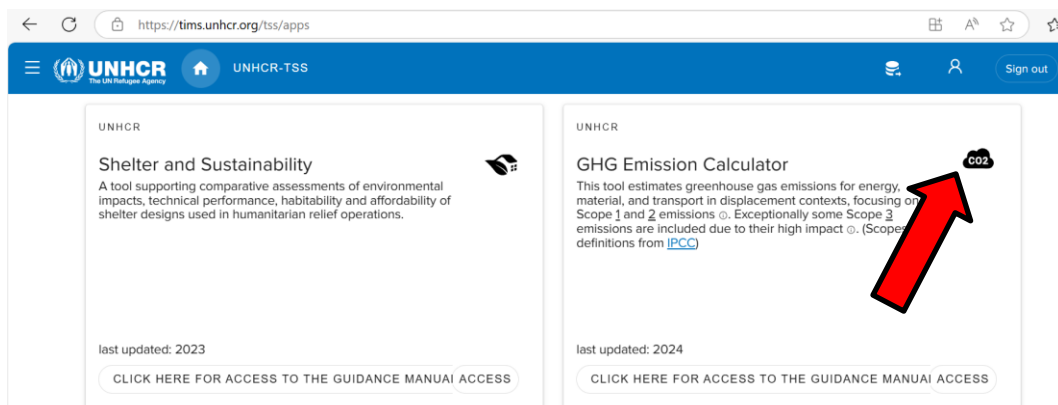 https://tims.unhcr.org/tss/apps
UNHCR
The UN Refugee Agency
UNHCR-TSS
Sign out
UNHCR
Shelter and Sustainability
A tool supporting comparative assessments of environmental
impacts, technical performance, habitability and affordability of
shelter designs used in humanitarian relief operations.
last updated: 2023
CLICK HERE FOR ACCESS TO THE GUIDANCE MANUAL
ACCESS
UNHCR
GHG Emission Calculator
CO2
This tool estimates greenhouse gas emissions for energy,
material, and transport in displacement contexts, focusing on
Scope 1 and 2 emissions. Exceptionally some Scope 3
emissions are included due to their high impact. (Scopes
definitions from IPCC)
last updated: 2024
CLICK HERE FOR ACCESS TO THE GUIDANCE MANUAL
ACCESS